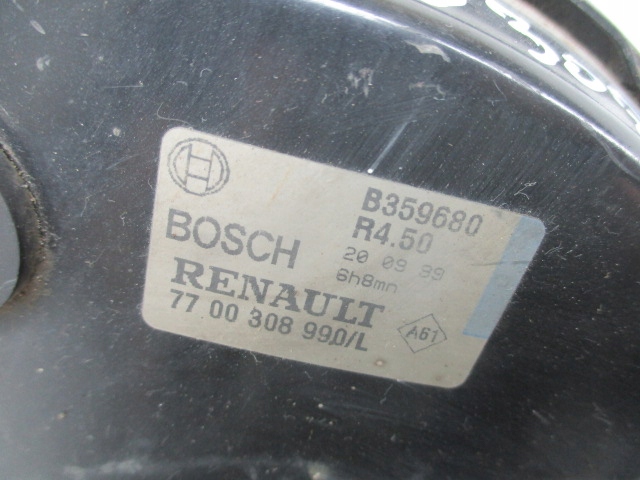 B359680
BOSCH R4.50
20 09 99
6h8mn
RENAULT
77 00 308 990/L
A61